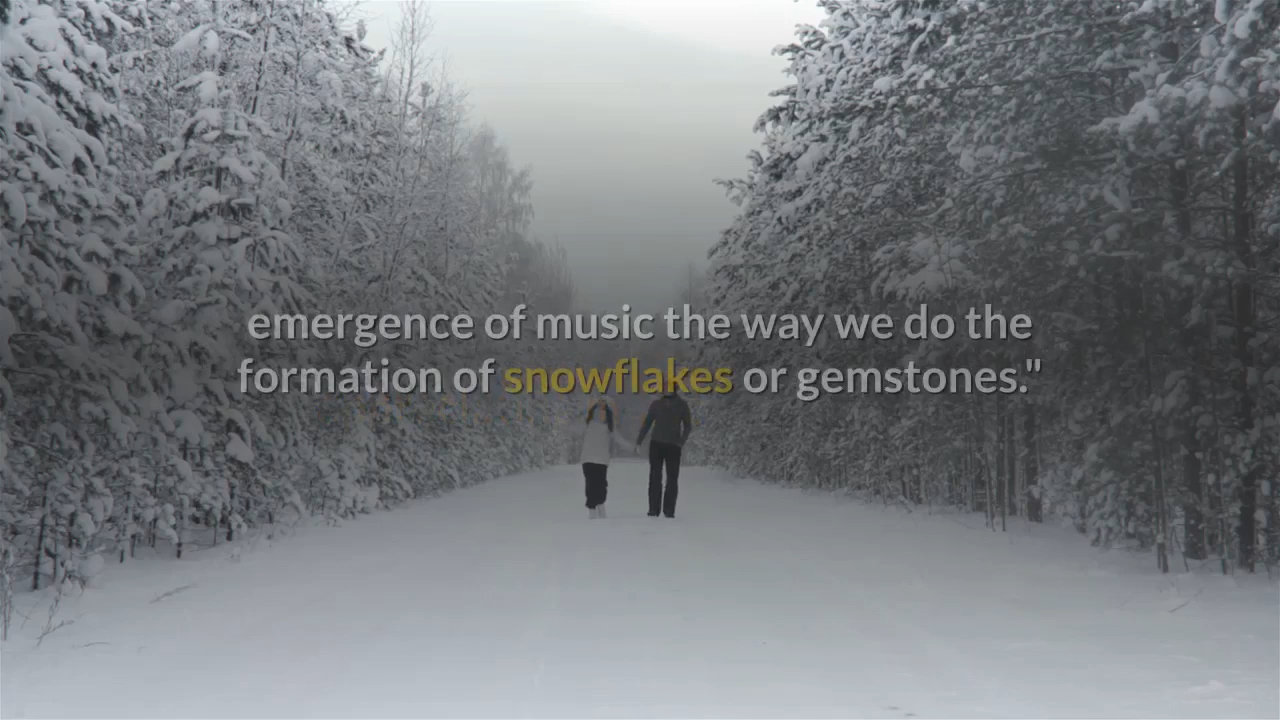 emergence of music the way we do the
formation of snowflakes or gemstones."